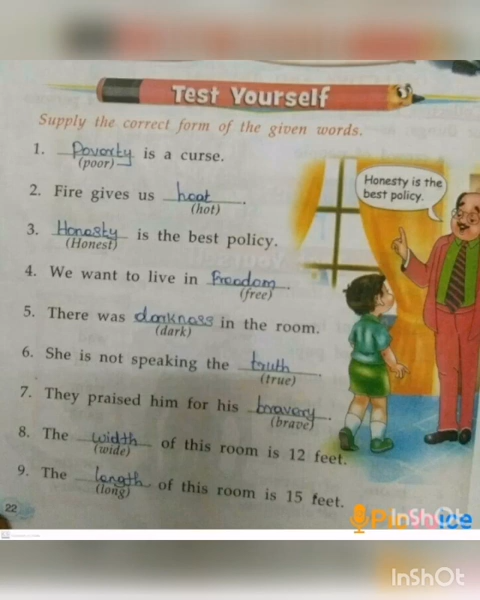 Test Yourself
Supply the correct form of the given words.
1. Poverty is a curse.
(poor)
2. Fire gives us heat.
(hot)
3. Honesty is the best policy.
(Honest)
4. We want to live in freedom.
(free)
5. There was darkness in the room.
(dark)
6. She is not speaking the truth.
(true)
7. They praised him for his bravery.
(brave)
8. The width of this room is 12 feet.
(wide)
9. The length of this room is 15 feet.
(long)
Honesty is the
best policy.
22
InShOt
InShOt